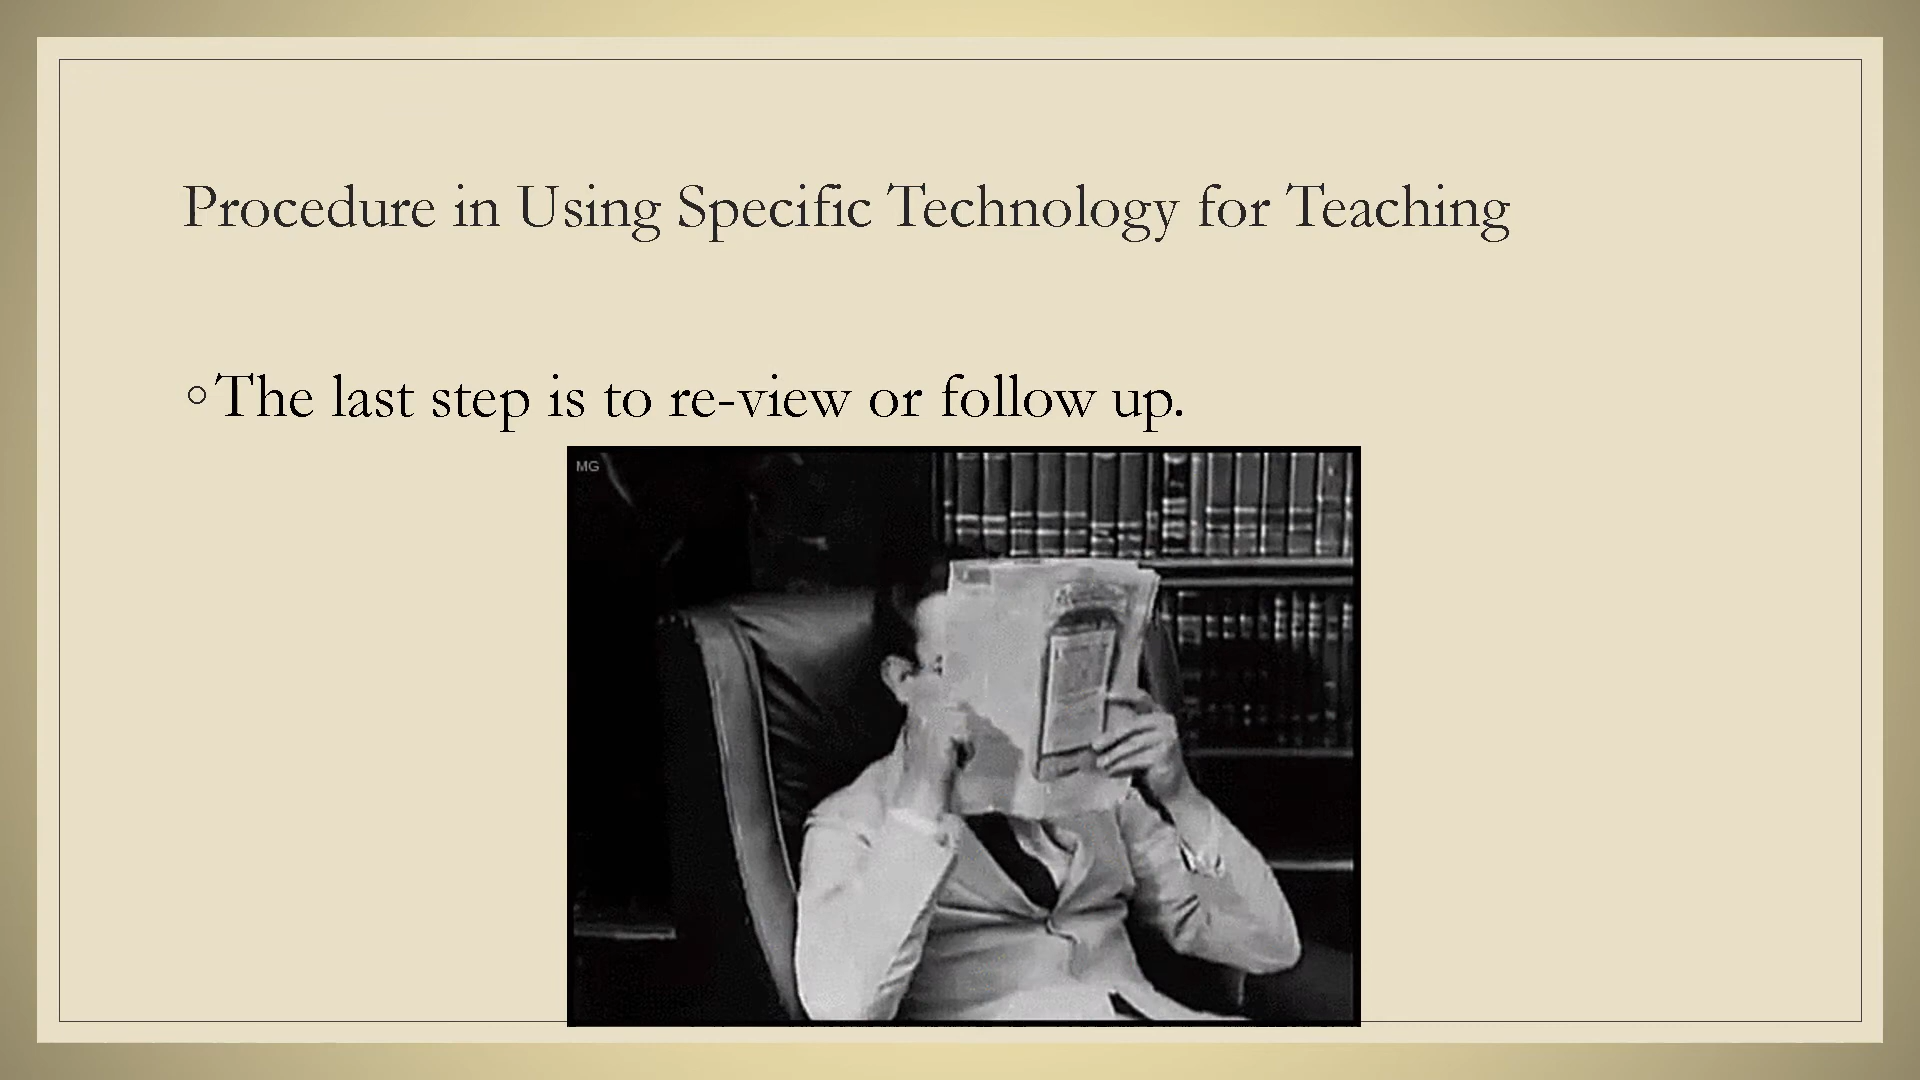 Procedure in Using Specific Technology for Teaching
The last step is to re-view or follow up.
MG